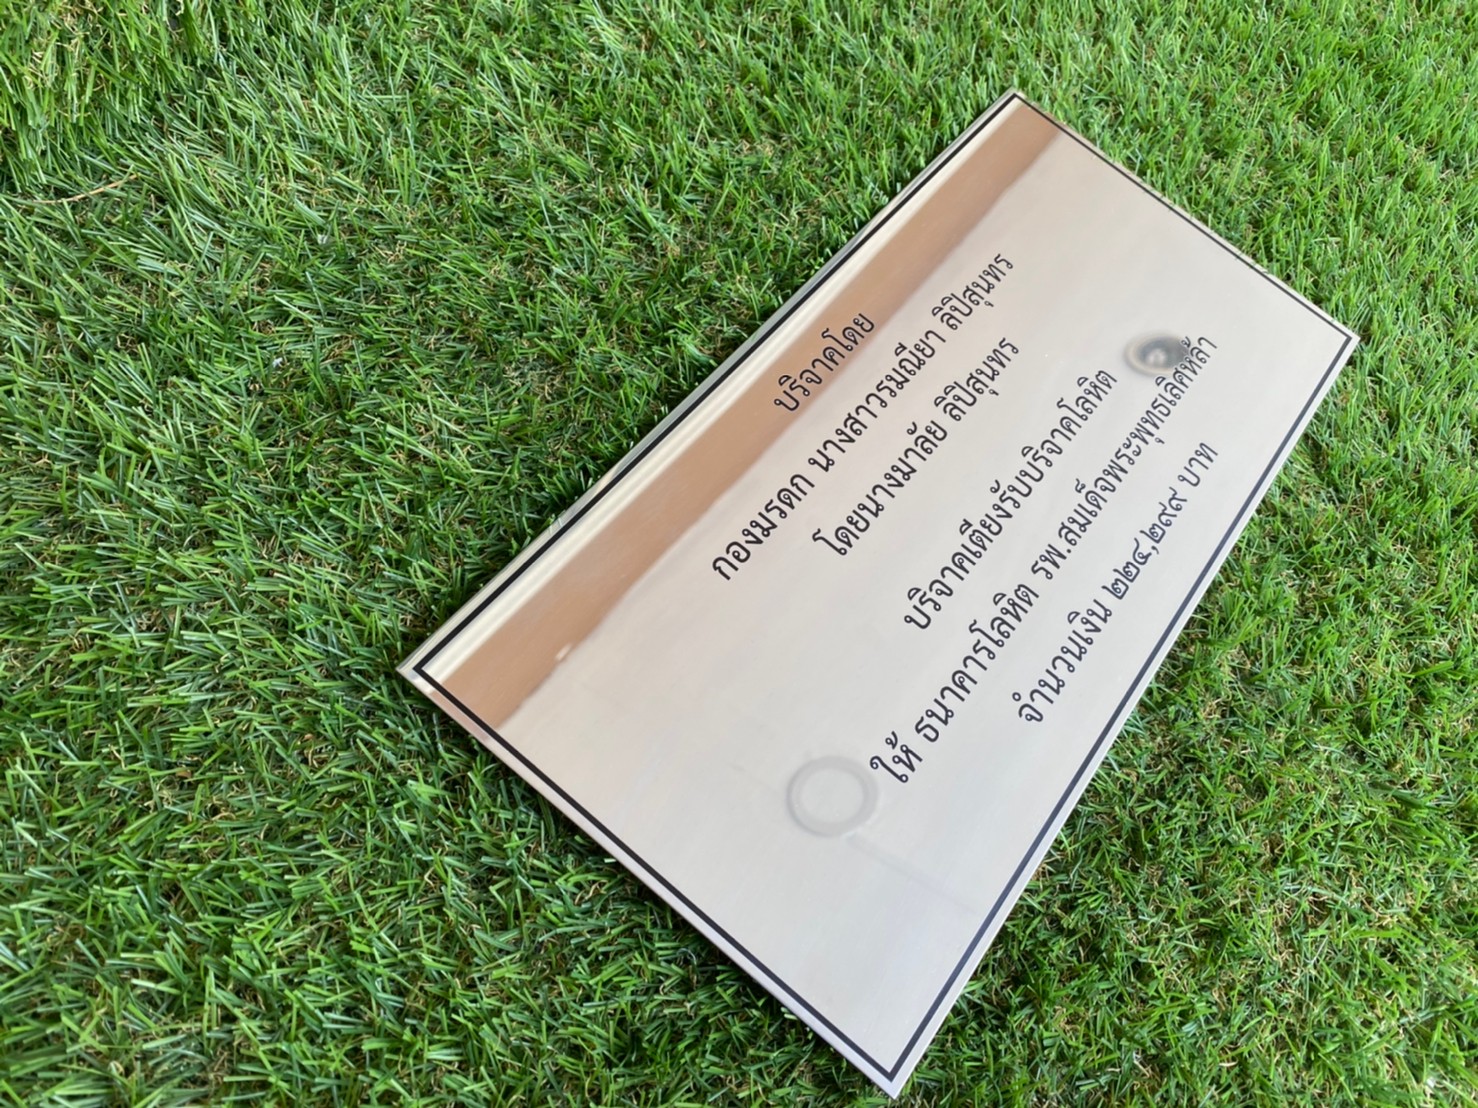 บริจาคโดย
กองมรดก นางสาวรมณียา ลิปิสุนทร
โดยนางมาลัย ลิปิสุนทร
บริจาคเตียงรับบริจาคโลหิต
ให้ ธนาคารโลหิต รพ.สมเด็จพระพุทธเลิศหล้า
จำนวนเงิน ๒๒๕,๒๙๙ บาท